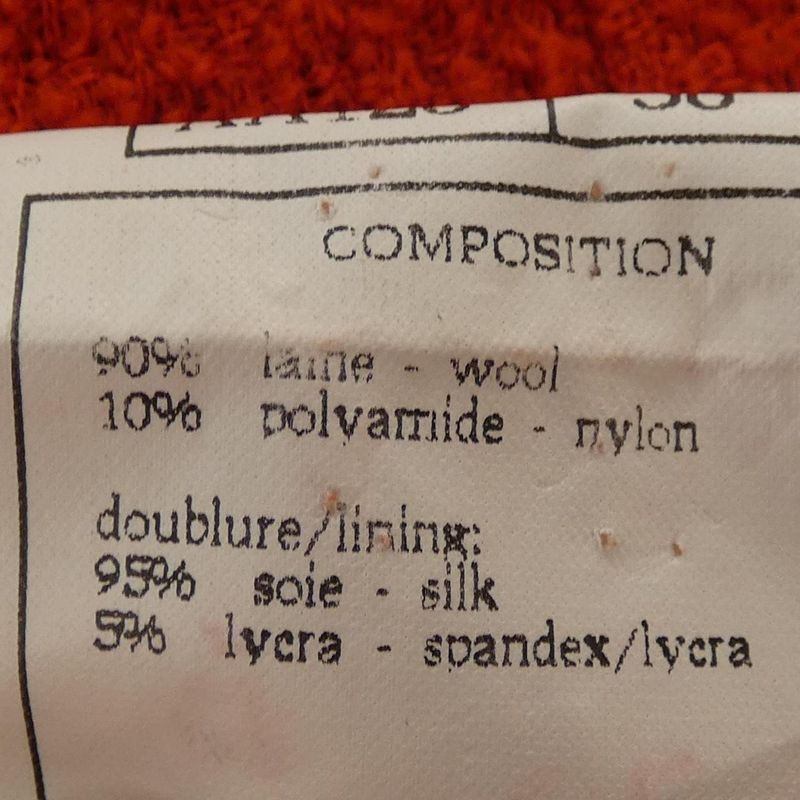 COMPOSITION
90% laine - wool
10% polyamide - nylon
doublure/lining:
95% soie - silk
5% lycra - spandex/lycra